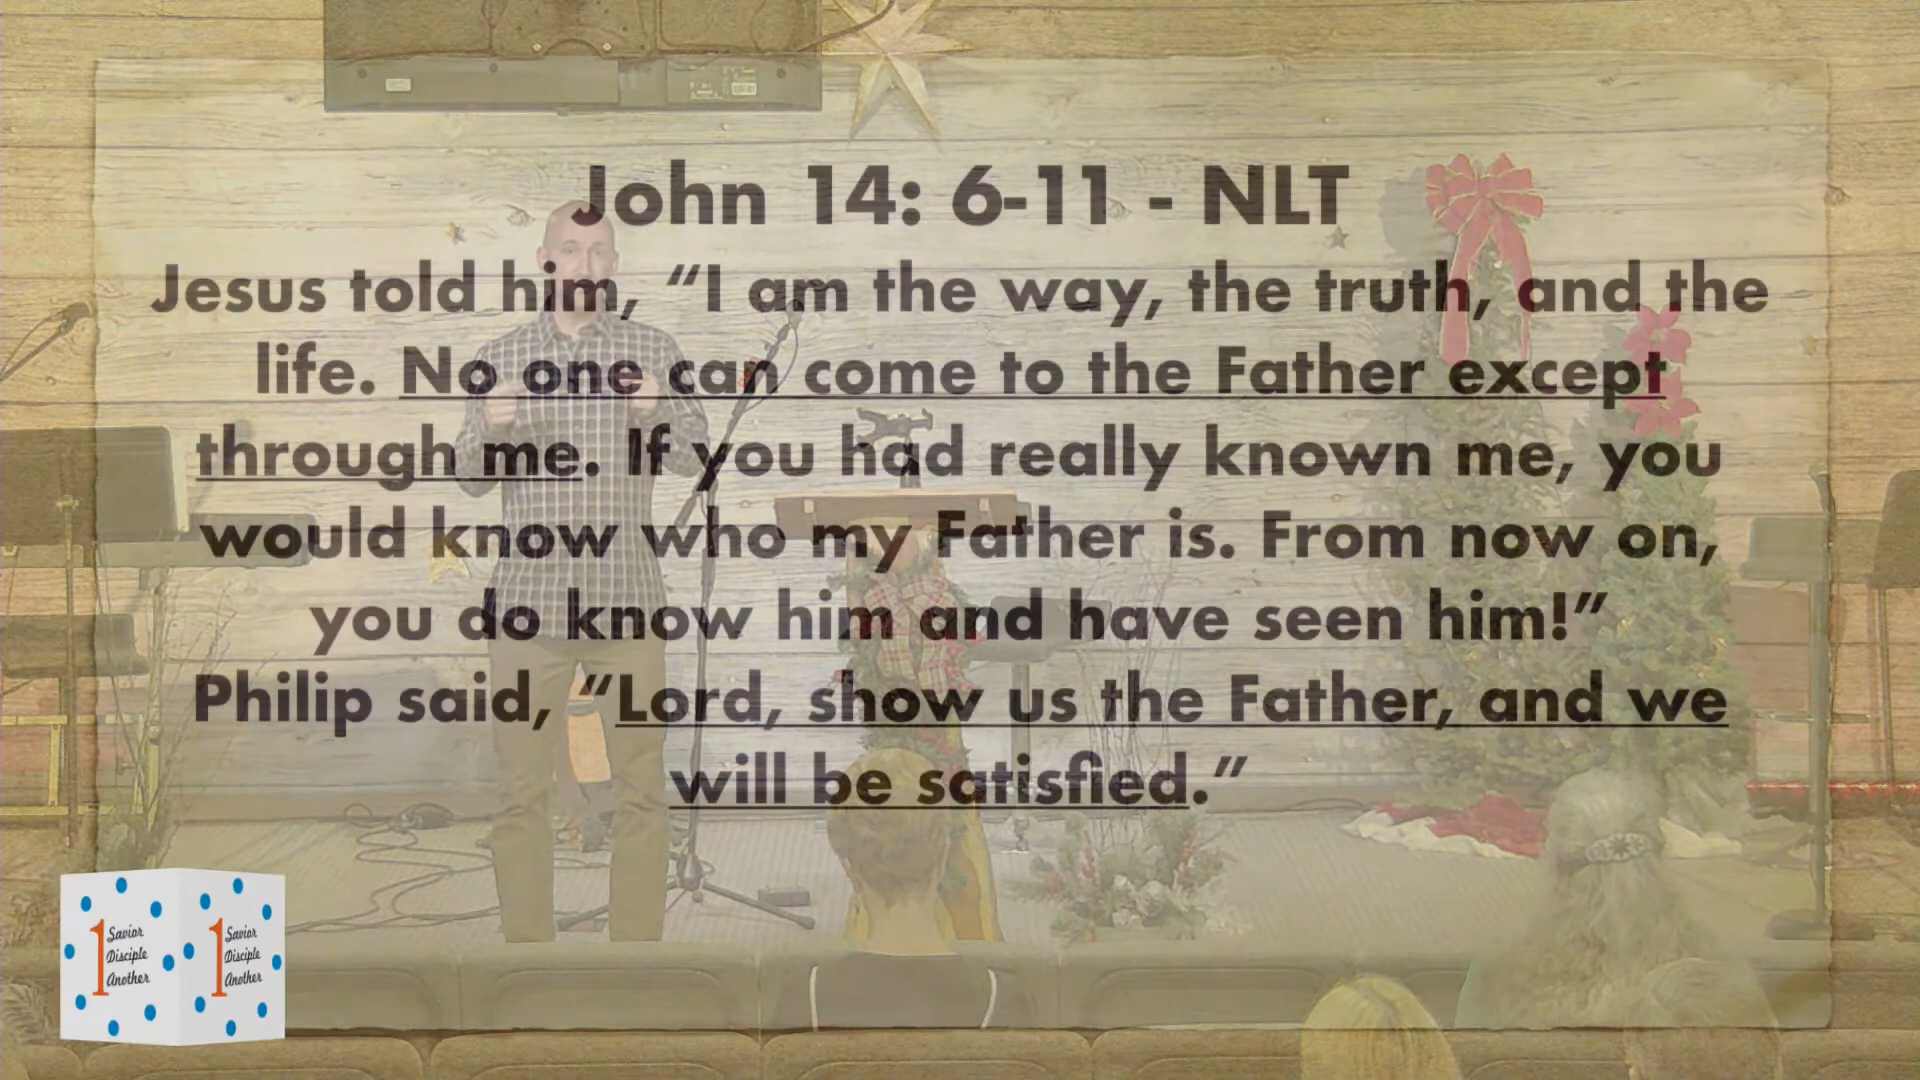 John 14: 6-11 - NLT
Jesus told him, “I am the way, the truth, and the
life. No one can come to the Father except
through me. If you had really known me, you
would know who my Father is. From now on,
you do know him and have seen him!”
Philip said, “Lord, show us the Father, and we
will be satisfied.”
1 Savior
Disciple
Another
1 Savior
Disciple
Another